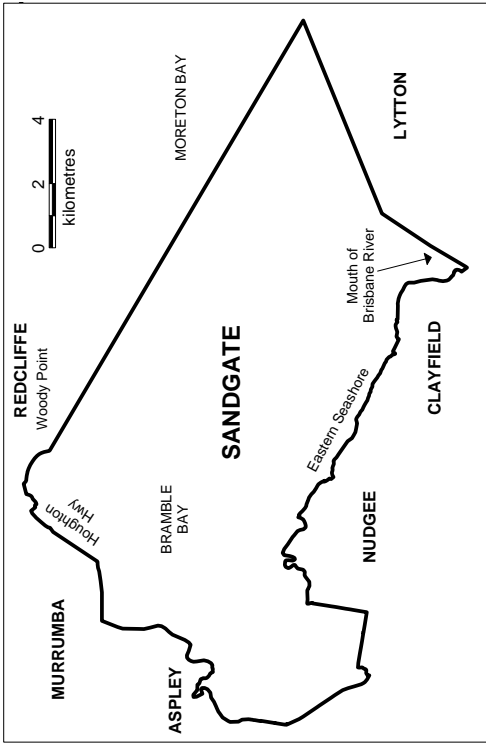 REDCLIFFE
Woody Point
0 2 4
kilometres
MORETON BAY
MURRUMBA
Houghton
Hwy
BRAMBLE
BAY
SANDGATE
ASPLEY
Eastern Seashore
Mouth of
Brisbane River
LYTTON
NUDGEE
CLAYFIELD